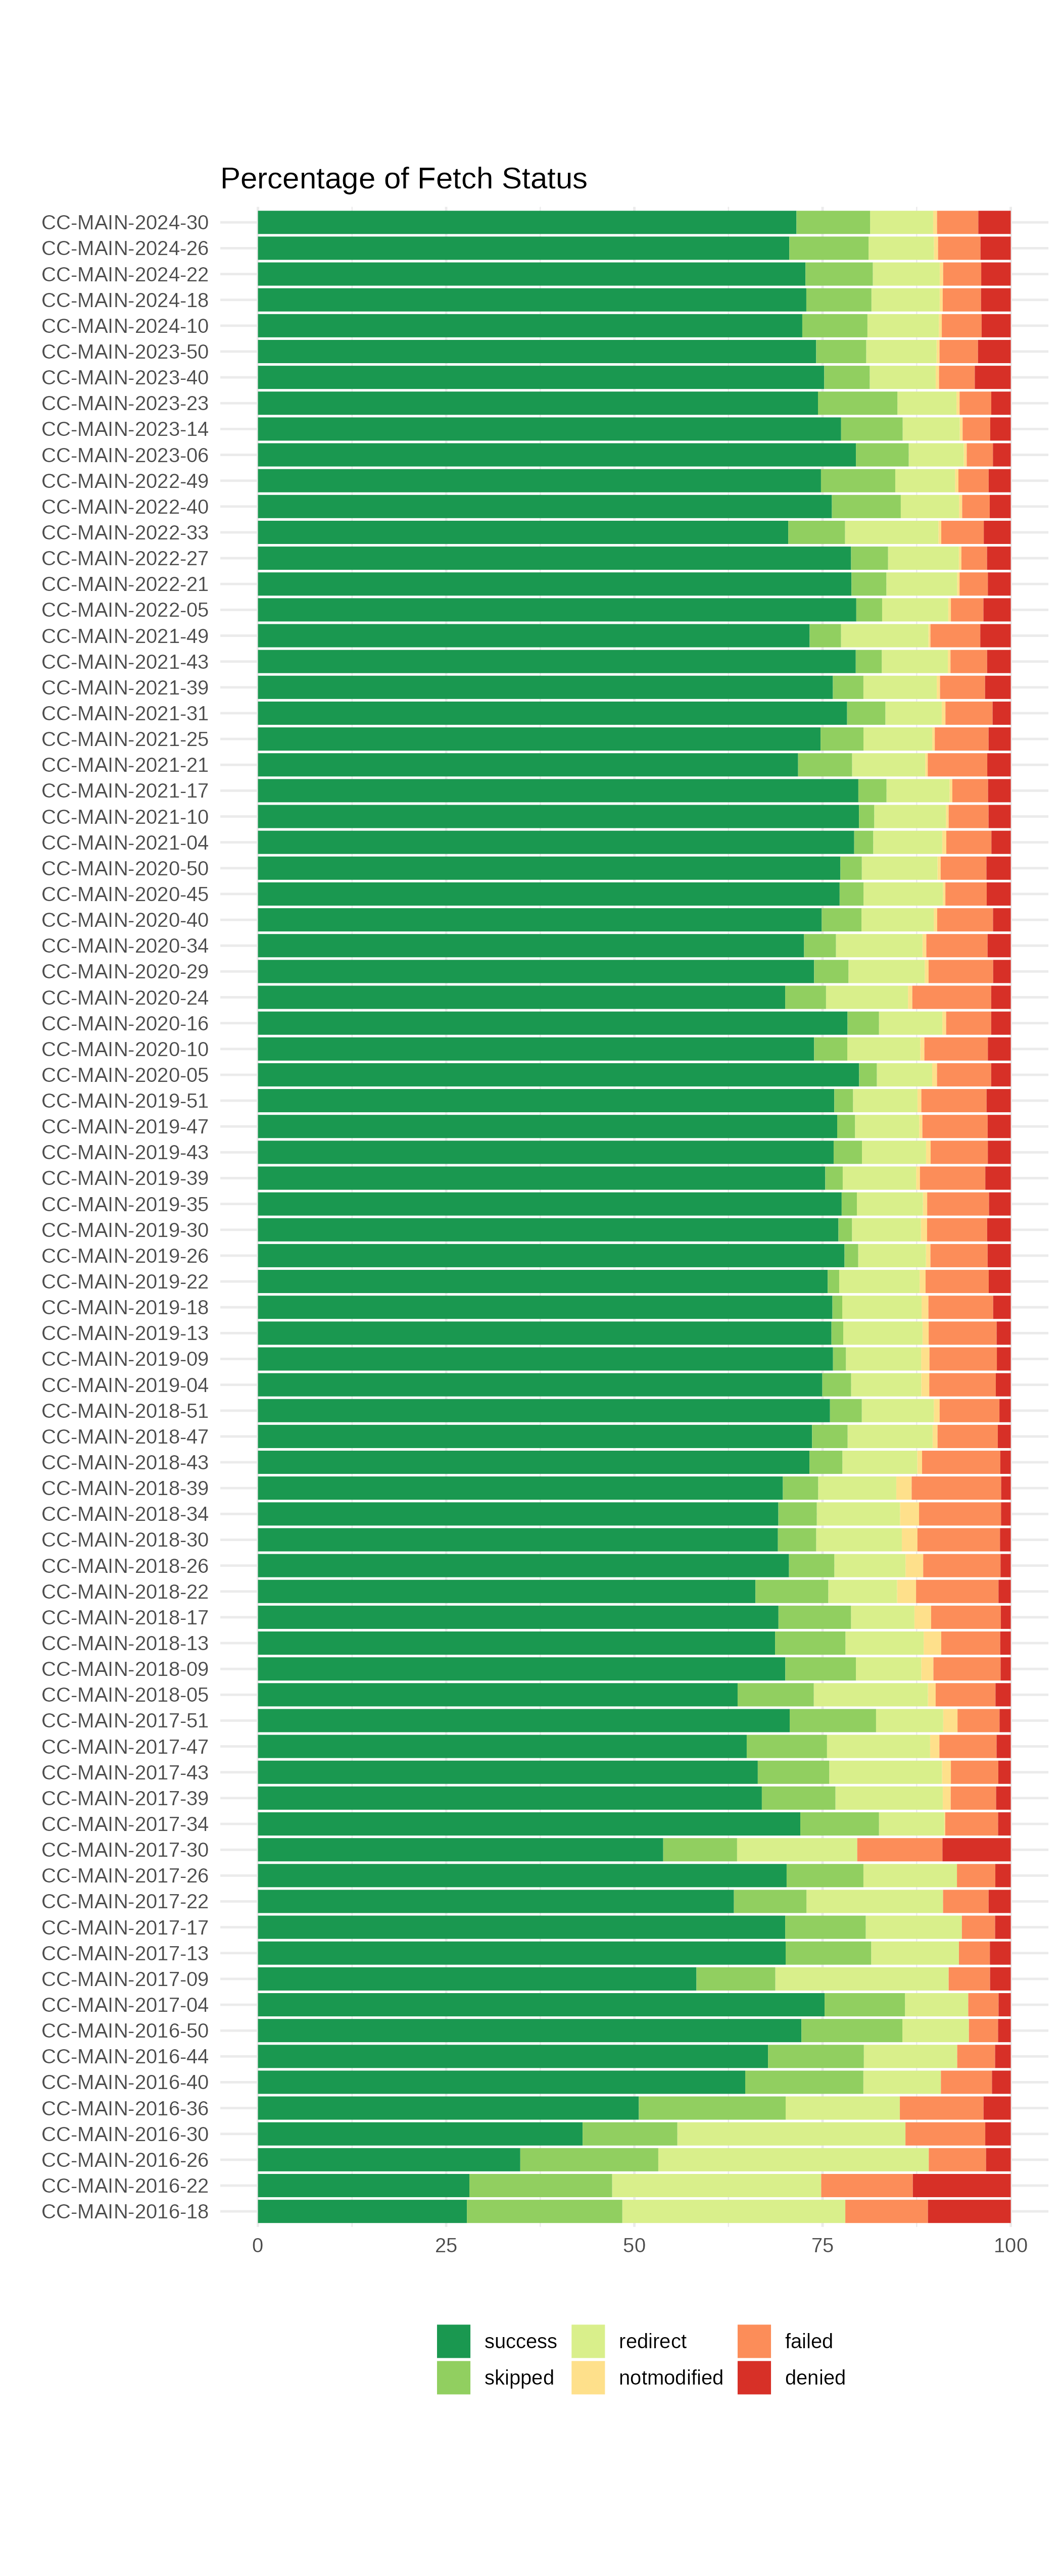 Percentage of Fetch Status
CC-MAIN-2024-30
CC-MAIN-2024-26
CC-MAIN-2024-22
CC-MAIN-2024-18
CC-MAIN-2024-10
CC-MAIN-2023-50
CC-MAIN-2023-40
CC-MAIN-2023-23
CC-MAIN-2023-14
CC-MAIN-2023-06
CC-MAIN-2022-49
CC-MAIN-2022-40
CC-MAIN-2022-33
CC-MAIN-2022-27
CC-MAIN-2022-21
CC-MAIN-2022-05
CC-MAIN-2021-49
CC-MAIN-2021-43
CC-MAIN-2021-39
CC-MAIN-2021-31
CC-MAIN-2021-25
CC-MAIN-2021-21
CC-MAIN-2021-17
CC-MAIN-2021-10
CC-MAIN-2021-04
CC-MAIN-2020-50
CC-MAIN-2020-45
CC-MAIN-2020-40
CC-MAIN-2020-34
CC-MAIN-2020-29
CC-MAIN-2020-24
CC-MAIN-2020-16
CC-MAIN-2020-10
CC-MAIN-2020-05
CC-MAIN-2019-51
CC-MAIN-2019-47
CC-MAIN-2019-43
CC-MAIN-2019-39
CC-MAIN-2019-35
CC-MAIN-2019-30
CC-MAIN-2019-26
CC-MAIN-2019-22
CC-MAIN-2019-18
CC-MAIN-2019-13
CC-MAIN-2019-09
CC-MAIN-2019-04
CC-MAIN-2018-51
CC-MAIN-2018-47
CC-MAIN-2018-43
CC-MAIN-2018-39
CC-MAIN-2018-34
CC-MAIN-2018-30
CC-MAIN-2018-26
CC-MAIN-2018-22
CC-MAIN-2018-17
CC-MAIN-2018-13
CC-MAIN-2018-09
CC-MAIN-2018-05
CC-MAIN-2017-51
CC-MAIN-2017-47
CC-MAIN-2017-43
CC-MAIN-2017-39
CC-MAIN-2017-34
CC-MAIN-2017-30
CC-MAIN-2017-26
CC-MAIN-2017-22
CC-MAIN-2017-17
CC-MAIN-2017-13
CC-MAIN-2017-09
CC-MAIN-2017-04
CC-MAIN-2016-50
CC-MAIN-2016-44
CC-MAIN-2016-40
CC-MAIN-2016-36
CC-MAIN-2016-30
CC-MAIN-2016-26
CC-MAIN-2016-22
CC-MAIN-2016-18
0 25 50 75 100
success redirect failed
skipped notmodified denied